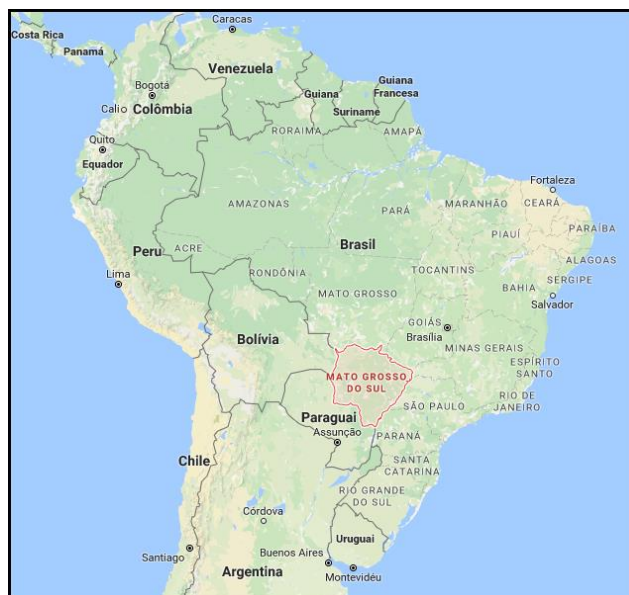 Caracas
Costa Rica
Panamá
Venezuela
Guiana
Francesa
Bogotá
Guiana
Calio
Colômbia
Suriname
RORAIMA
AMAPÁ
Quito
Equador
Fortaleza
AMAZONAS
PARÁ
MARANHÃO
CEARÁ
PIAUÍ
PARAÍBA
Peru
ACRE
Brasil
ALAGOAS
RONDÔNIA
TOCANTINS
SERGIPE
Lima
MATO GROSSO
BAHIA
Salvador
GOIÁS
Bolívia
Brasília
MINAS GERAIS
ESPÍRITO
SANTO
MATO GROSSO
DO SUL
RIO DE
JANEIRO
SÃO PAULO
Paraguai
Assunção
PARANÁ
Chile
SANTA
CATARINA
RIO GRANDE
DO SUL
Córdova
Uruguai
Santiago
Buenos Aires
Argentina
Montevidéu